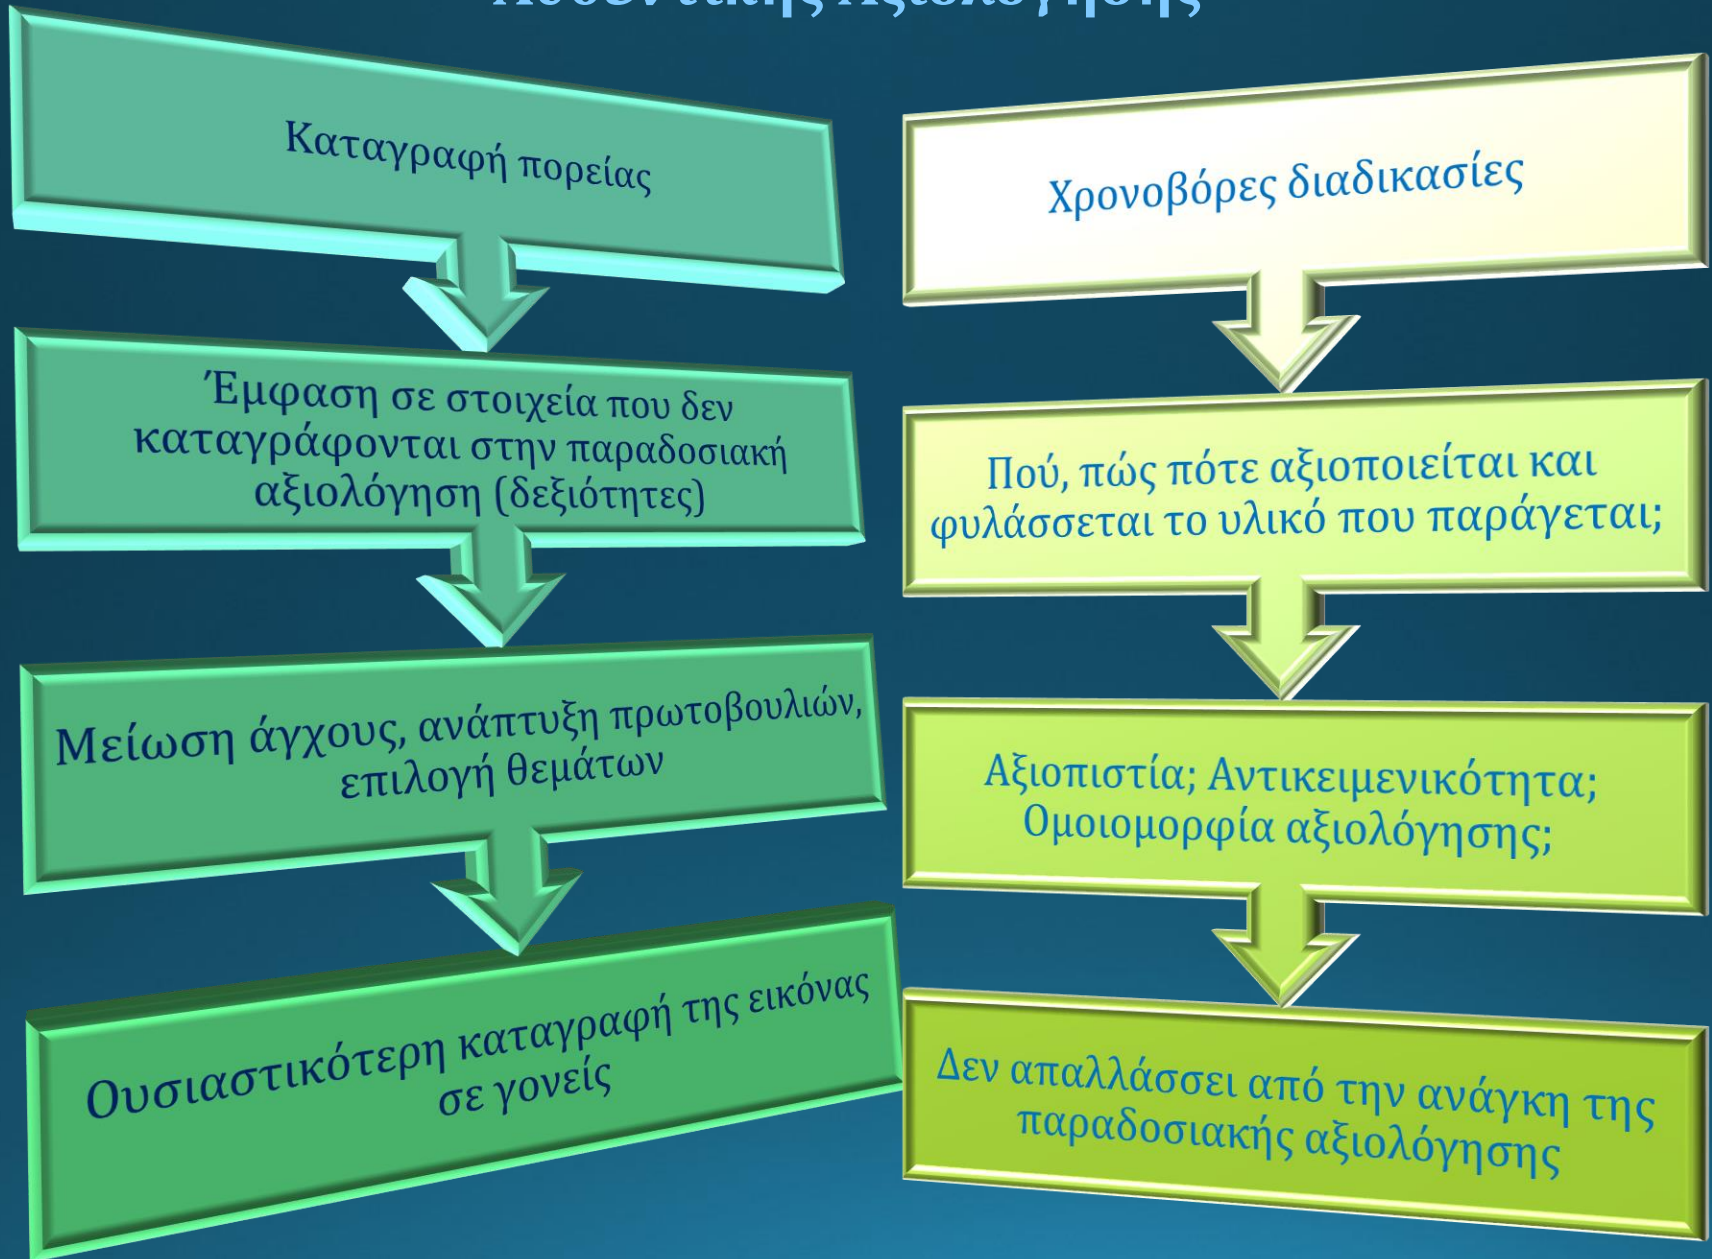 Αυθεντικής Αξιολόγησης
Καταγραφή πορείας
Έμφαση σε στοιχεία που δεν
καταγράφονται στην παραδοσιακή
αξιολόγηση (δεξιότητες)
Μείωση άγχους, ανάπτυξη πρωτοβουλιών,
επιλογή θεμάτων
Ουσιαστικότερη καταγραφή της εικόνας
σε γονείς
Χρονοβόρες διαδικασίες
Πού, πώς πότε αξιοποιείται και
φυλάσσεται το υλικό που παράγεται;
Αξιοπιστία; Αντικειμενικότητα;
Ομοιομορφία αξιολόγησης;
Δεν απαλλάσσει από την ανάγκη της
παραδοσιακής αξιολόγησης